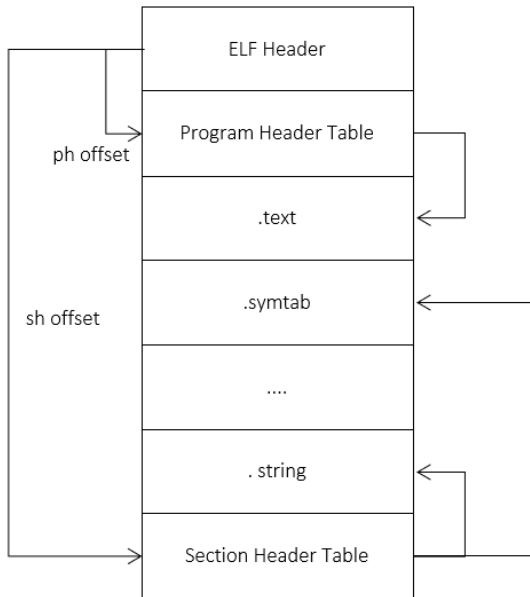 ELF Header
Program Header Table
ph offset
.text
sh offset
.symtab
....
. string
Section Header Table